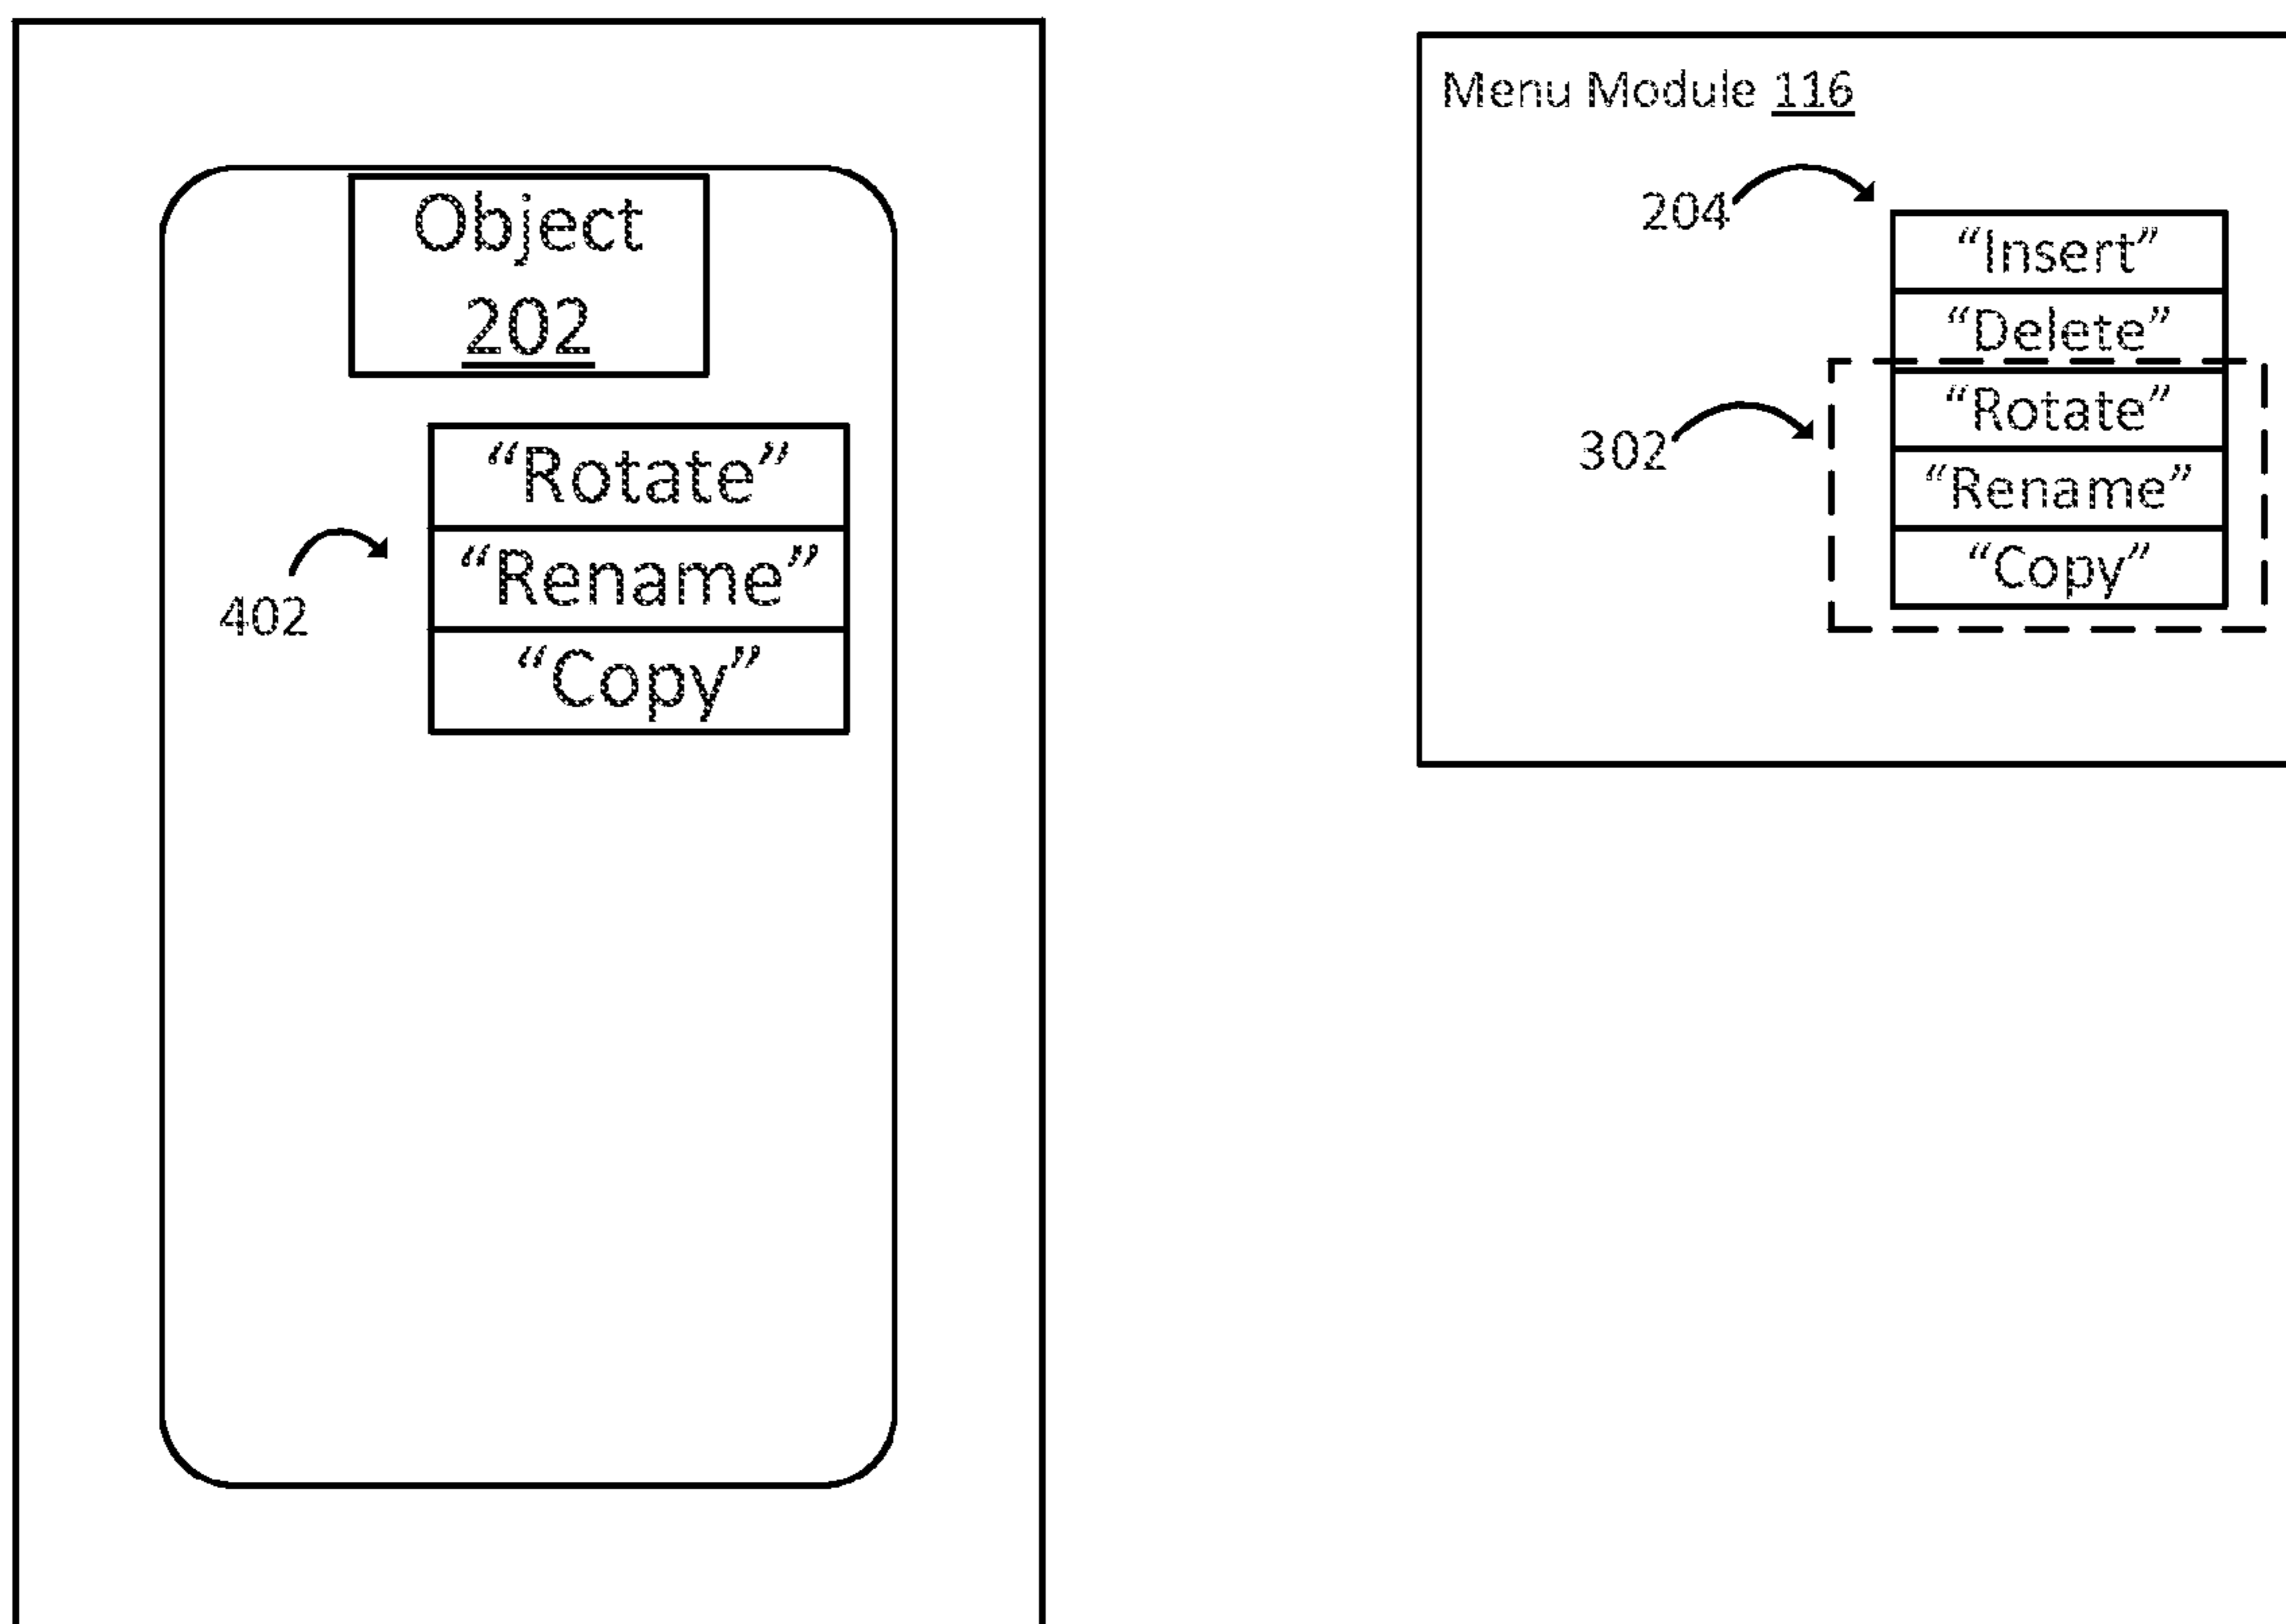 Object
202
“Rotate”
“Rename”
“Copy”
402
Menu Module 116
204
“Insert”
“Delete”
“Rotate”
302
“Rename”
“Copy”